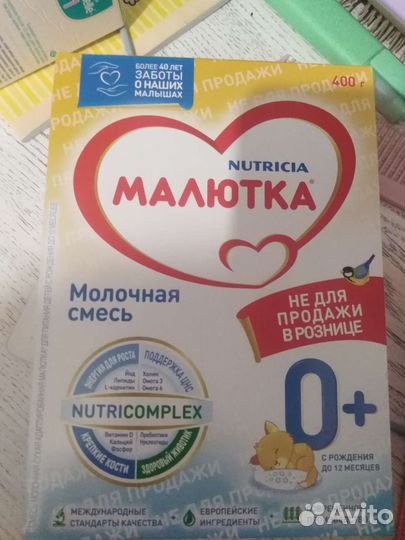 БОЛЕЕ 40 ЛЕТ
ЗАБОТЫ
О НАШИХ
МАЛЫШАХ
НЕ ДЛЯ ПРОДАЖИ
400 г
NUTRICIA
МАЛЮТКА®
Молочная
смесь
НЕ ДЛЯ
ПРОДАЖИ
В РОЗНИЦЕ
ЭНЕРГИЯ ДЛЯ РОСТА
ПОДДЕРЖКА ЦНС
Йод
Липиды
L-карнитин
Холин
Омега 3
Омега 6
NUTRICOMPLEX
Витамин D
Кальций
Фосфор
Пребиотики
Нуклеотиды
КРЕПКИЕ КОСТИ
ЗДОРОВЫЙ ЖИВОТИК
0+
С РОЖДЕНИЯ
ДО 12 МЕСЯЦЕВ
МЕЖДУНАРОДНЫЕ
СТАНДАРТЫ КАЧЕСТВА
+
ЕВРОПЕЙСКИЕ
ИНГРЕДИЕНТЫ
+
Avito